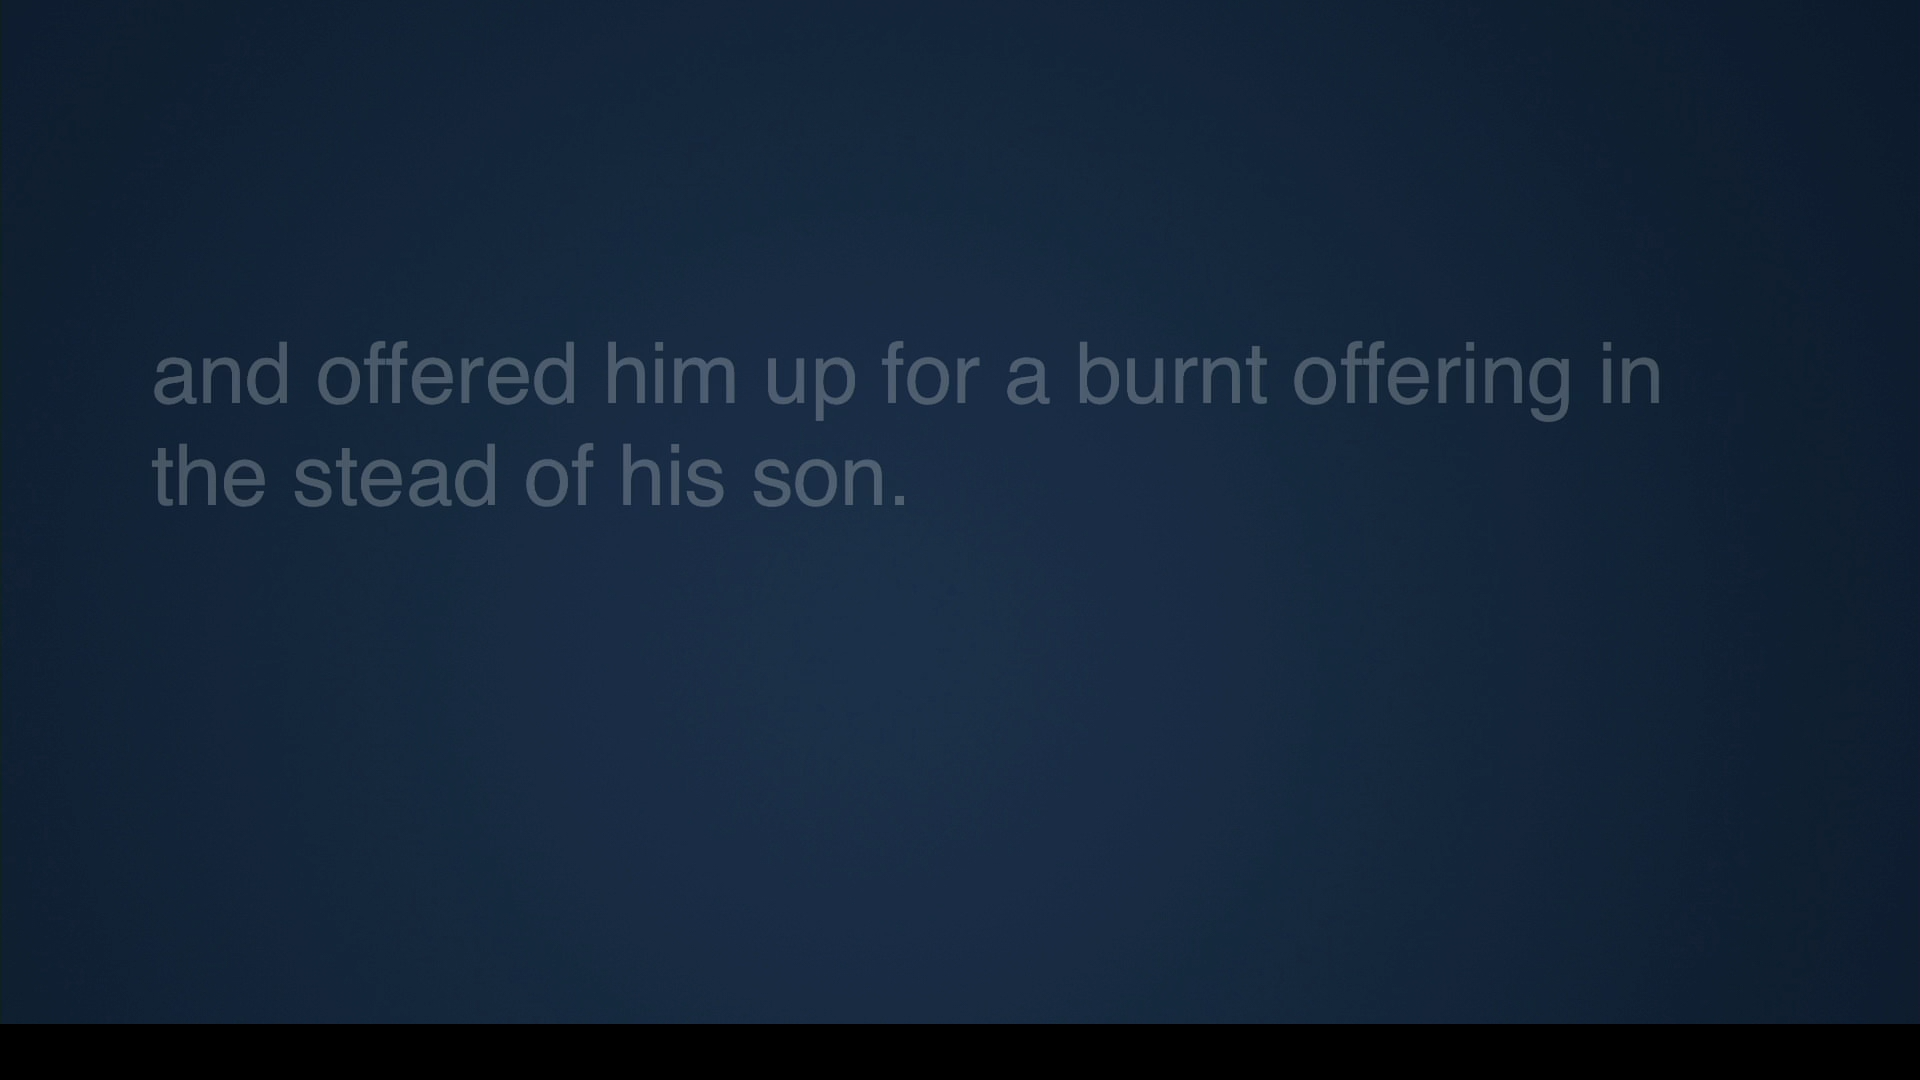 and offered him up for a burnt offering in
the stead of his son.